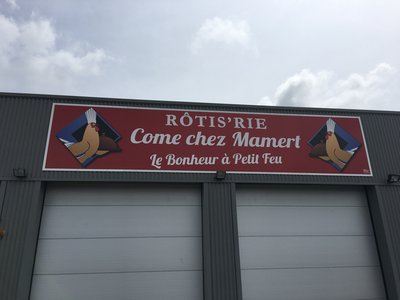 RÔTIS'RIE
Come chez Mamert
Le Bonheur à Petit Feu